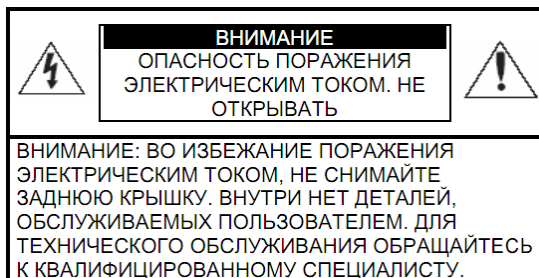 ВНИМАНИЕ
ОПАСНОСТЬ ПОРАЖЕНИЯ
ЭЛЕКТРИЧЕСКИМ ТОКОМ. НЕ
ОТКРЫВАТЬ
ВНИМАНИЕ: ВО ИЗБЕЖАНИЕ ПОРАЖЕНИЯ
ЭЛЕКТРИЧЕСКИМ ТОКОМ, НЕ СНИМАЙТЕ
ЗАДНЮЮ КРЫШКУ. ВНУТРИ НЕТ ДЕТАЛЕЙ,
ОБСЛУЖИВАЕМЫХ ПОЛЬЗОВАТЕЛЕМ. ДЛЯ
ТЕХНИЧЕСКОГО ОБСЛУЖИВАНИЯ ОБРАЩАЙТЕСЬ
К КВАЛИФИЦИРОВАННОМУ СПЕЦИАЛИСТУ.